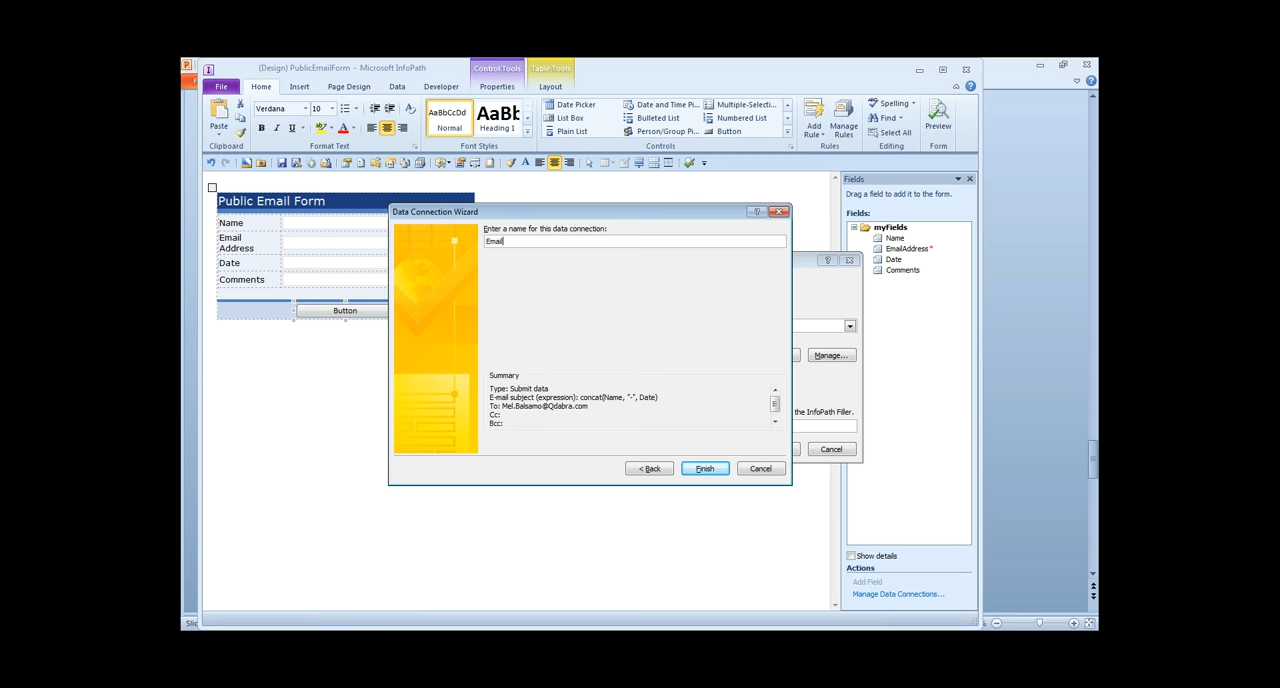 (Design) PublicEmailForm - Microsoft InfoPath
Control Tools
Table Tools
File
Home
Insert
Page Design
Data
Developer
Properties
Layout
Paste
Clipboard
Verdana
10
B I U
Format Text
AaBbCcDd
Normal
AaBb
Heading 1
Font Styles
Date Picker
Date and Time Pi...
Multiple-Selecti...
List Box
Bulleted List
Numbered List
Plain List
Person/Group Pi...
Button
Controls
Add
Rule
Manage
Rules
Rules
Spelling
Find
Select All
Editing
Preview
Form
Public Email Form
Name
Email
Address
Date
Comments
Button
Data Connection Wizard
Enter a name for this data connection:
Email
Summary
Type: Submit data
E-mail subject (expression): concat(Name, "-", Date)
To: Mel.Balsamo@Qdabra.com
Cc:
Bcc:
< Back
Finish
Cancel
Manage...
the InfoPath Filler.
Cancel
Fields
Drag a field to add it to the form.
Fields:
myFields
Name
EmailAddress*
Date
Comments
Show details
Actions
Add Field
Manage Data Connections...